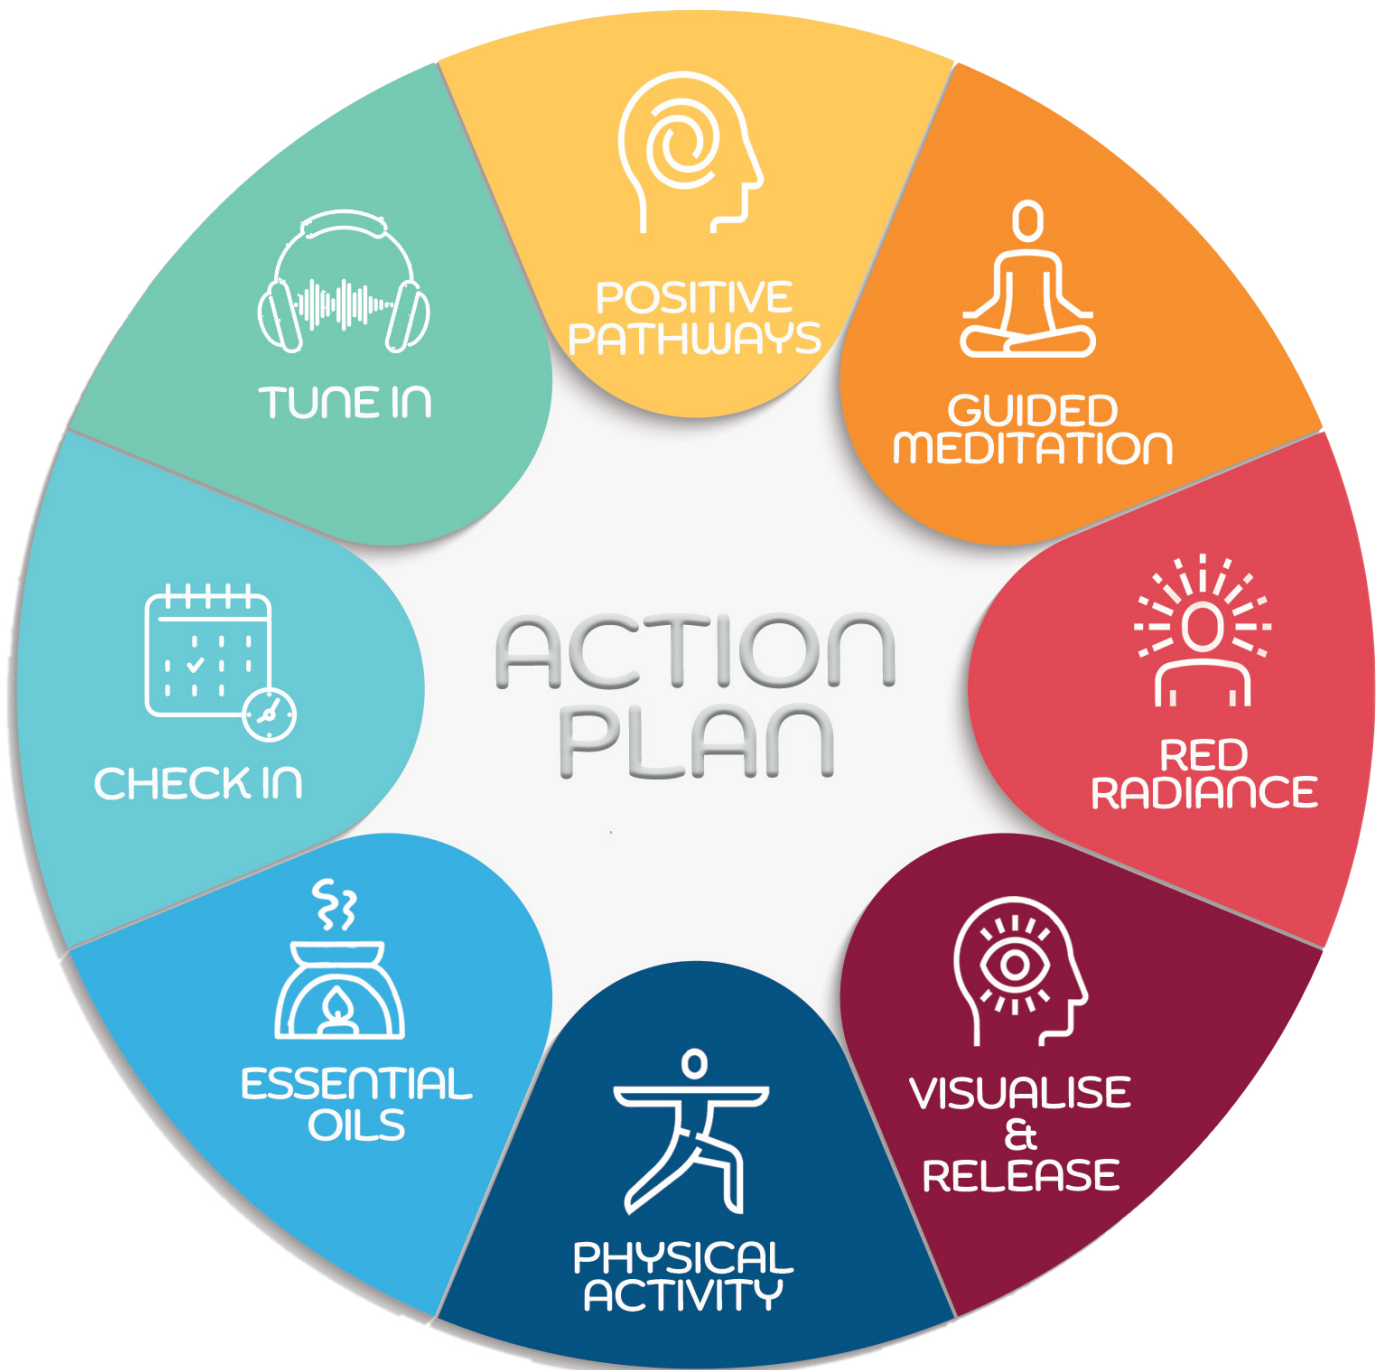 POSITIVE
PATHWAYS
GUIDED
MEDITATION
RED
RADIANCE
VISUALISE
&
RELEASE
PHYSICAL
ACTIVITY
ESSENTIAL
OILS
CHECK IN
TUNE IN
ACTION
PLAN